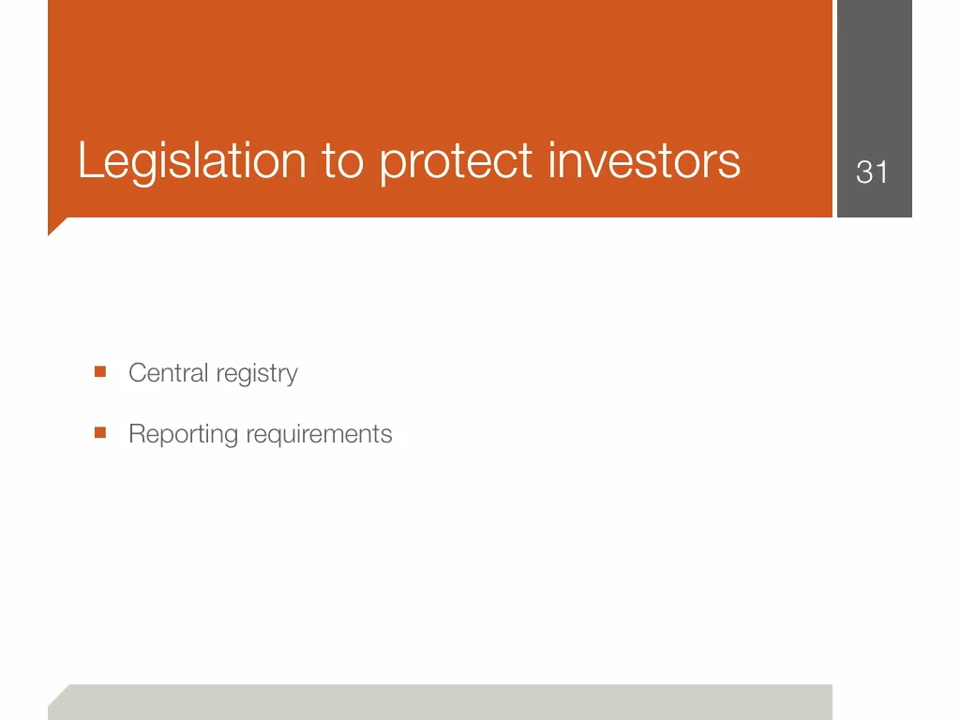 Legislation to protect investors
31
Central registry
Reporting requirements